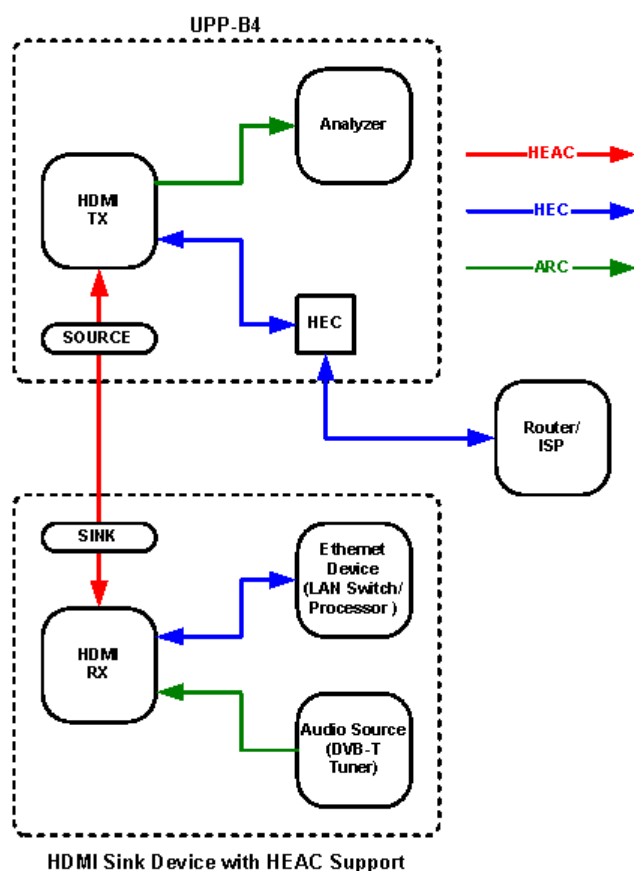 UPP-B4
Analyzer
HDMI
TX
HEAC
HEC
ARC
SOURCE
HEC
Router/
ISP
SINK
Ethernet
Device
(LAN Switch/
Processor )
HDMI
RX
Audio Source
(DVB-T
Tuner)
HDMI Sink Device with HEAC Support